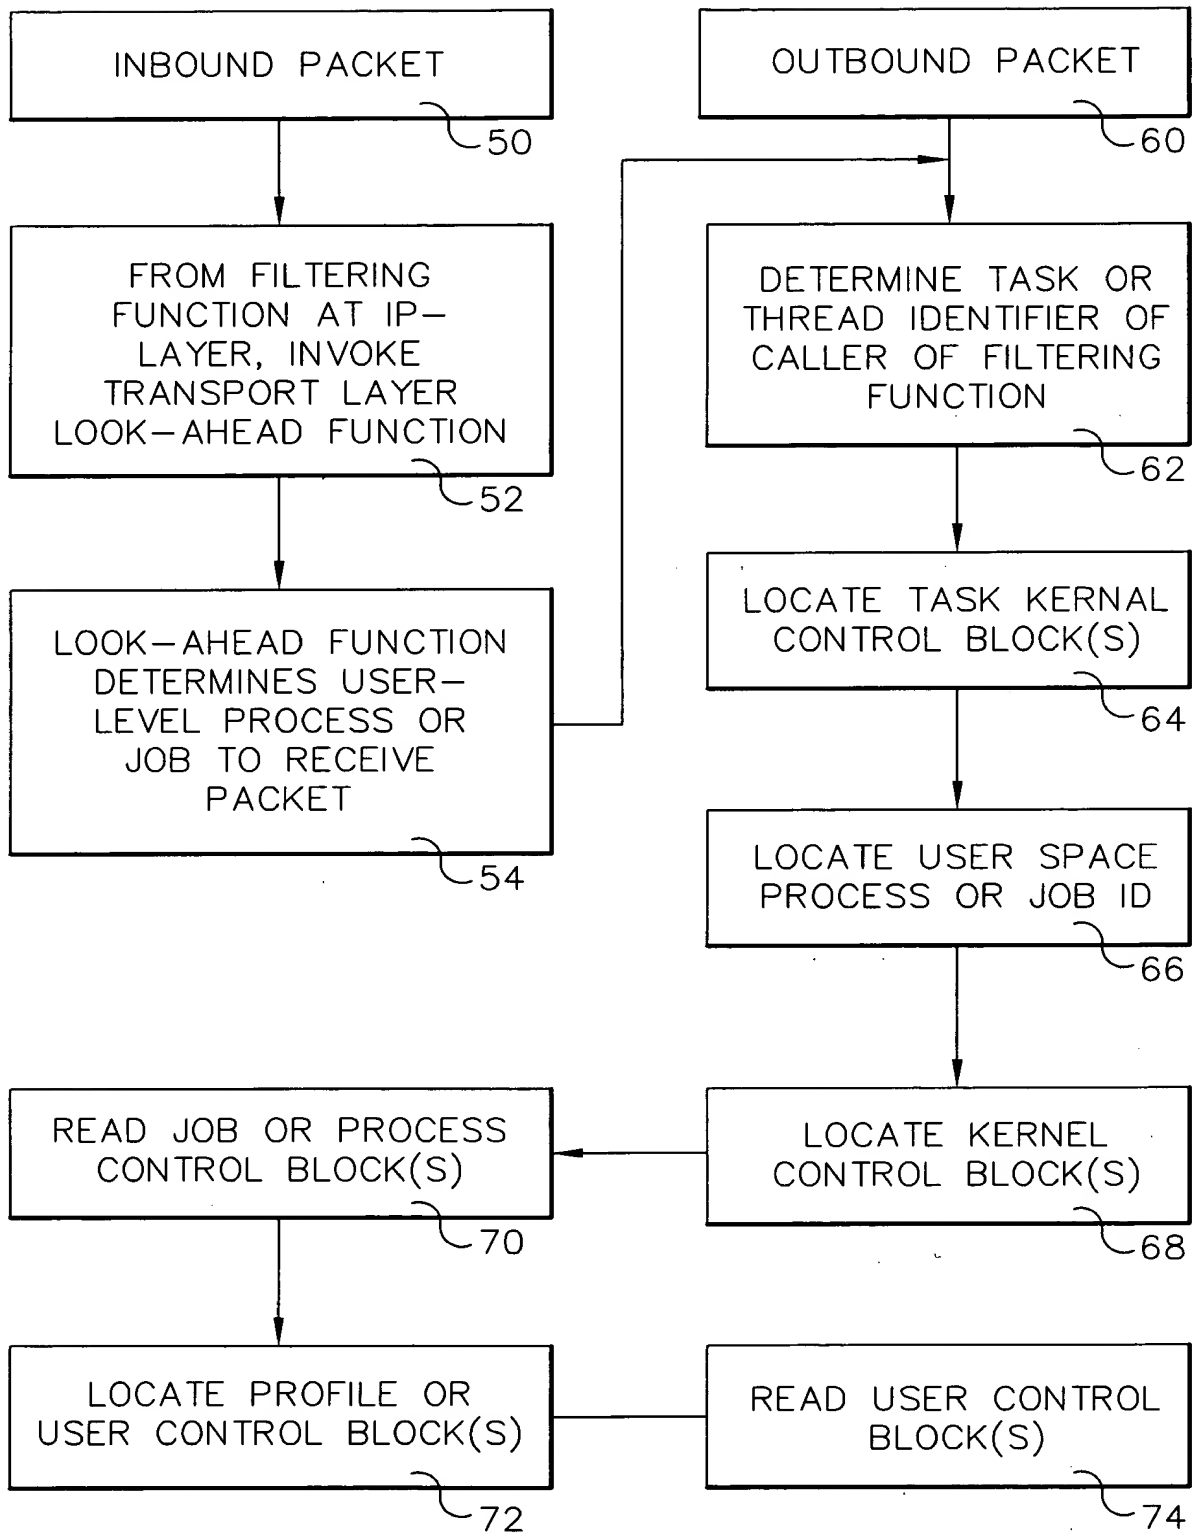 INBOUND PACKET
50
FROM FILTERING
FUNCTION AT IP–
LAYER, INVOKE
TRANSPORT LAYER
LOOK–AHEAD FUNCTION
52
LOOK–AHEAD FUNCTION
DETERMINES USER–
LEVEL PROCESS OR
JOB TO RECEIVE
PACKET
54
OUTBOUND PACKET
60
DETERMINE TASK OR
THREAD IDENTIFIER OF
CALLER OF FILTERING
FUNCTION
62
LOCATE TASK KERNAL
CONTROL BLOCK(S)
64
LOCATE USER SPACE
PROCESS OR JOB ID
66
LOCATE KERNEL
CONTROL BLOCK(S)
68
READ JOB OR PROCESS
CONTROL BLOCK(S)
70
LOCATE PROFILE OR
USER CONTROL BLOCK(S)
72
READ USER CONTROL
BLOCK(S)
74